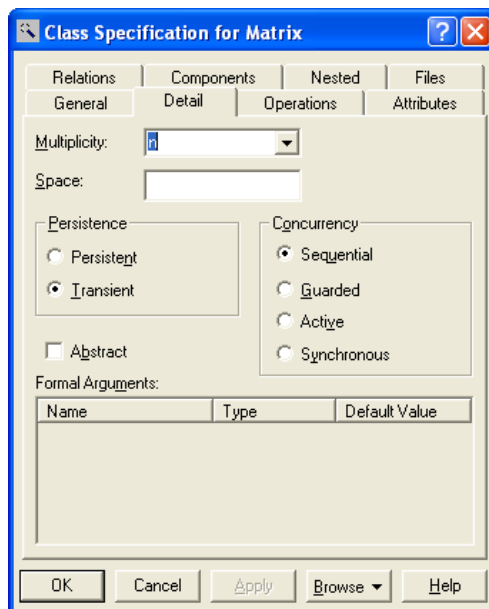 Class Specification for Matrix
Relations Components Nested Files
General Detail Operations Attributes
Multiplicity: n
Space:
Persistence
Persistent
Transient
Concurrency
Sequential
Guarded
Active
Synchronous
Abstract
Formal Arguments:
Name Type Default Value
OK Cancel Apply Browse Help